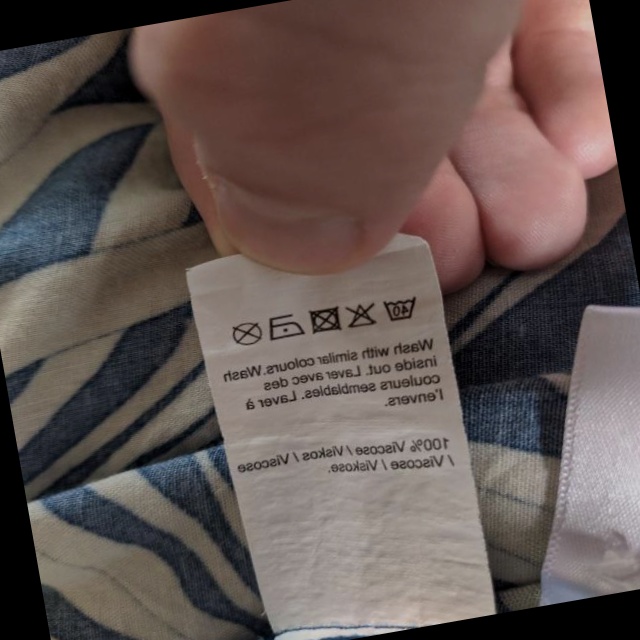 40
Wash with similar colours. Wash
inside out. Laver avec des
couleurs semblables. Laver à
l'envers.
100% Viscose / Viskos / Viscose
/ Viscose / Viskose.